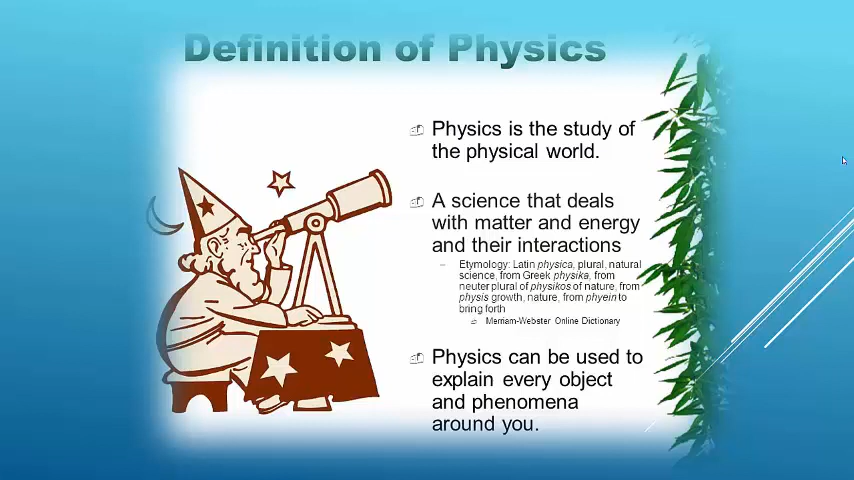 Definition of Physics
Physics is the study of
the physical world.
A science that deals
with matter and energy
and their interactions
– Etymology: Latin physica, plural, natural
science, from Greek physika, from
neuter plural of physikos of nature, from
physis growth, nature, from phyein to
bring forth
Merriam-Webster Online Dictionary
Physics can be used to
explain every object
and phenomena
around you.